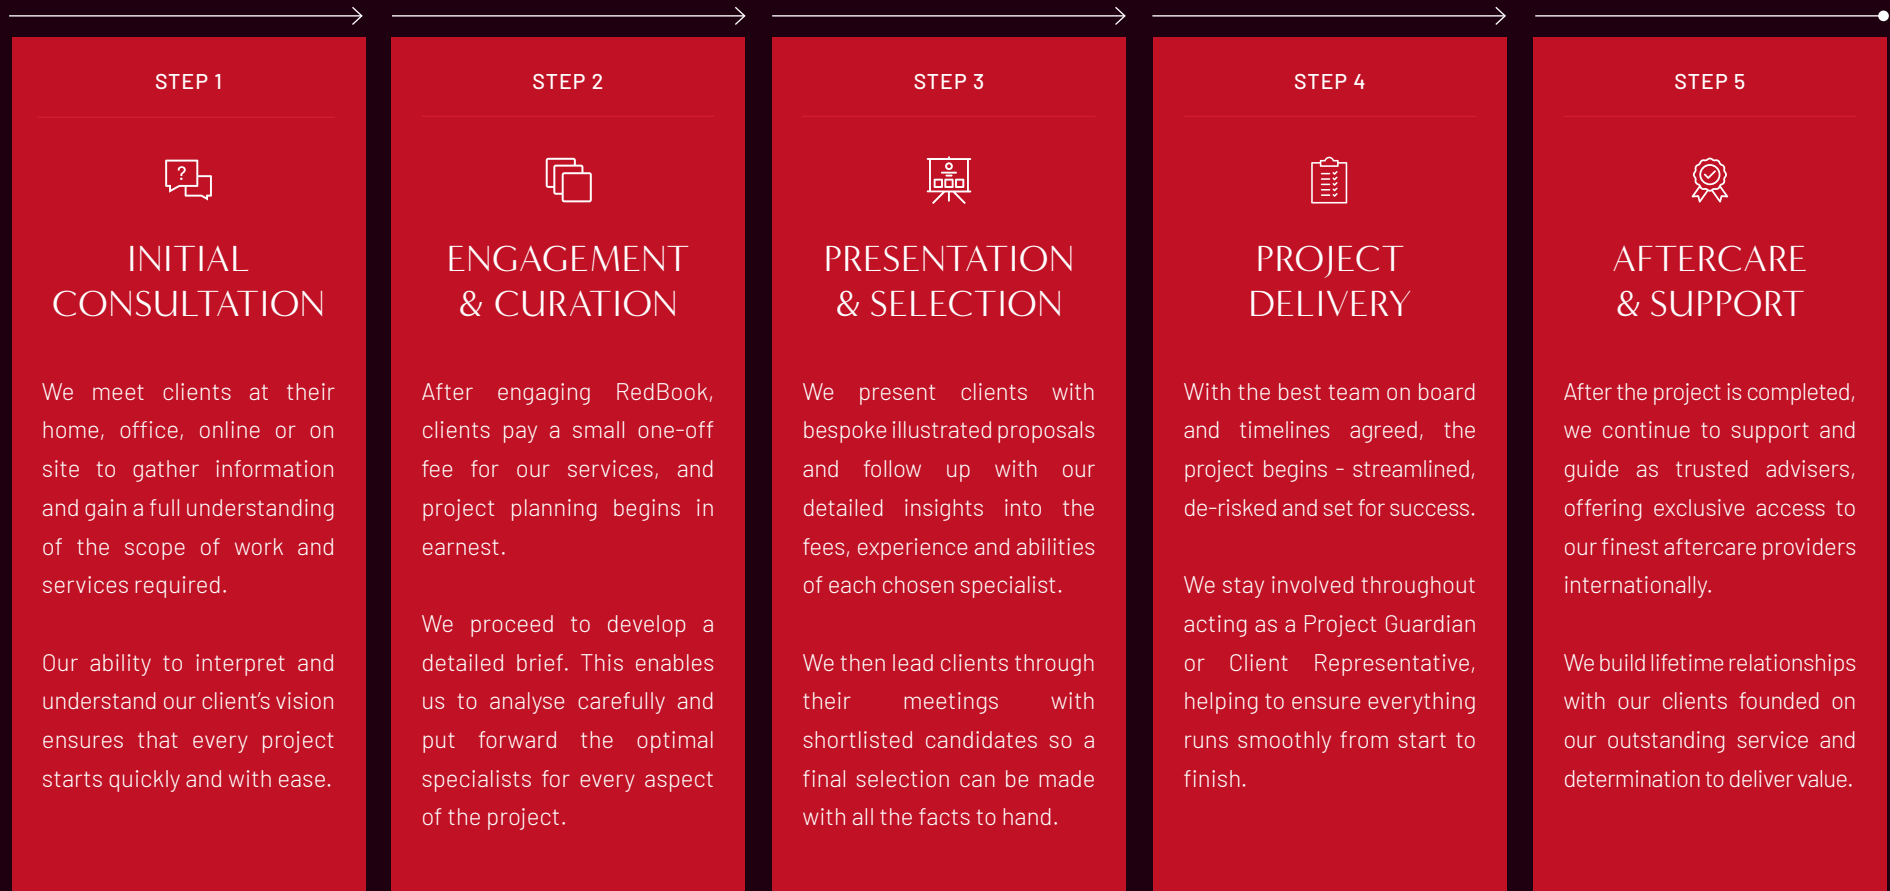 STEP 1
INITIAL
CONSULTATION
We meet clients at their
home, office, online or on
site to gather information
and gain a full understanding
of the scope of work and
services required.
Our ability to interpret and
understand our client’s vision
ensures that every project
starts quickly and with ease.
STEP 2
ENGAGEMENT
& CURATION
After engaging RedBook,
clients pay a small one-off
fee for our services, and
project planning begins in
earnest.
We proceed to develop a
detailed brief. This enables
us to analyse carefully and
put forward the optimal
specialists for every aspect
of the project.
STEP 3
PRESENTATION
& SELECTION
We present clients with
bespoke illustrated proposals
and follow up with our
detailed insights into the
fees, experience and abilities
of each chosen specialist.
We then lead clients through
their meetings with
shortlisted candidates so a
final selection can be made
with all the facts to hand.
STEP 4
PROJECT
DELIVERY
With the best team on board
and timelines agreed, the
project begins - streamlined,
de-risked and set for success.
We stay involved throughout
acting as a Project Guardian
or Client Representative,
helping to ensure everything
runs smoothly from start to
finish.
STEP 5
AFTERCARE
& SUPPORT
After the project is completed,
we continue to support and
guide as trusted advisers,
offering exclusive access to
our finest aftercare providers
internationally.
We build lifetime relationships
with our clients founded on
our outstanding service and
determination to deliver value.